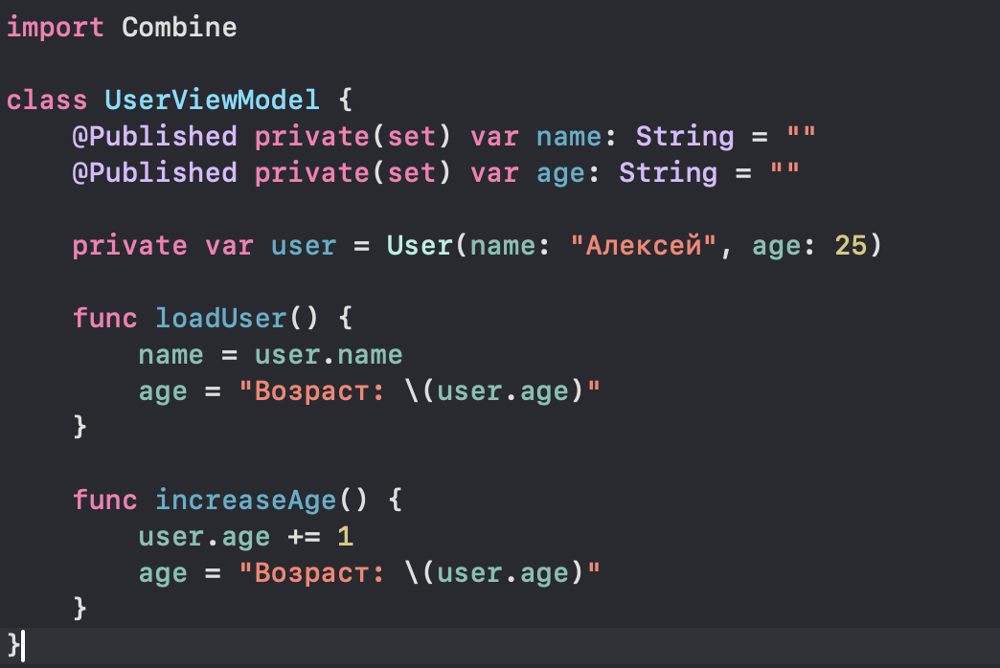 import Combine
class UserViewModel {
@Published private(set) var name: String = ""
@Published private(set) var age: String = ""
private var user = User(name: "Алексей", age: 25)
func loadUser() {
name = user.name
age = "Возраст: \(user.age)"
}
func increaseAge() {
user.age += 1
age = "Возраст: \(user.age)"
}
}